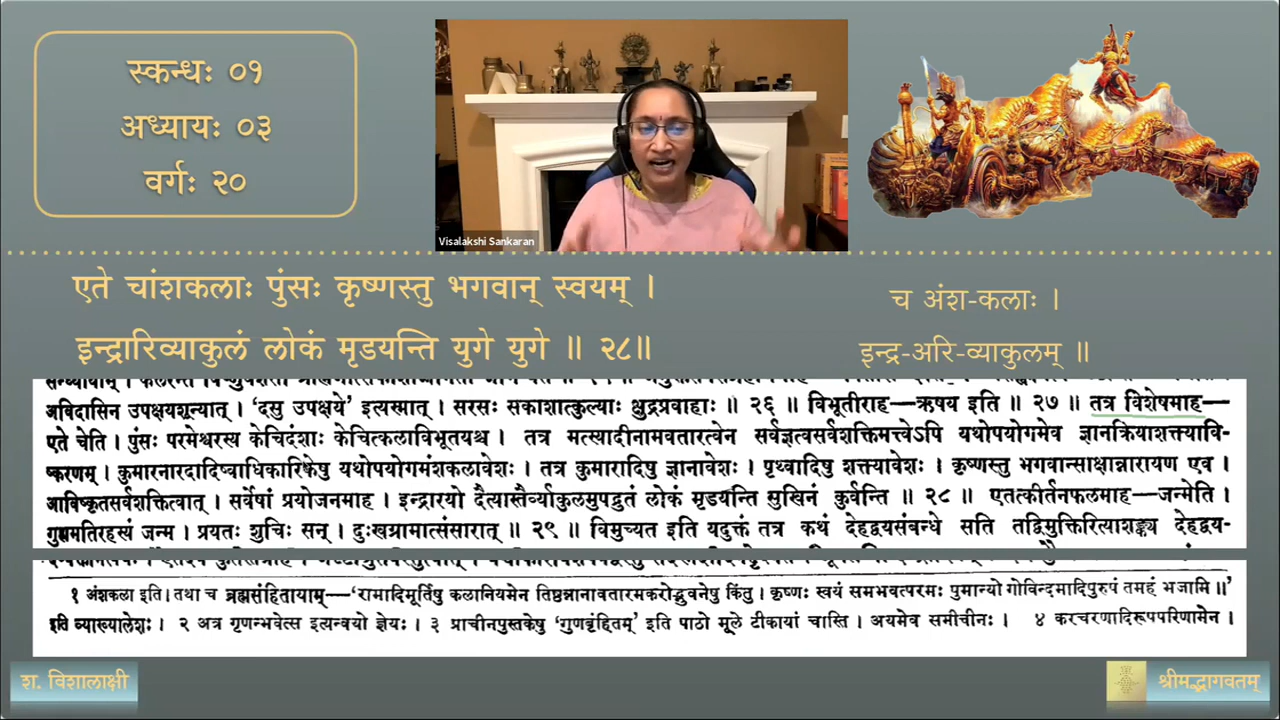 स्कन्धः ०१
अध्यायः ०३
वर्गः २०
Visalakshi Sankaran
एते चांशकलाः पुंसः कृष्णस्तु भगवान् स्वयम् ।
च अंश-कलाः ।
इन्द्रारिव्याकुलं लोकं मृडयन्ति युगे युगे ॥ २८॥
इन्द्र-अरि-व्याकुलम् ॥
अविदासिन उपक्षयशून्यात् । 'दसु उपक्षये' इत्यस्मात् । सरसः सकाशात्कुल्याः क्षुद्रप्रवाहाः ॥ २६ ॥ विभूतीराह—ऋषय इति ॥ २७ ॥ तत्र विशेषमाह—
एते चेति । पुंसः परमेश्वरस्य केचिदंशाः केचित्कलाविभूतयश्च । तत्र मत्स्यादीनामवतारत्वेन सर्वज्ञत्वसर्वशक्तिमत्त्वेऽपि यथोपयोगमेव ज्ञानक्रियाशक्त्यावि-
ष्करणम् । कुमारनारदादिष्वाधिकारिकेषु यथोपयोगमंशकलावेशः । तत्र कुमारादिषु ज्ञानावेशः । पृथ्वादिषु शक्त्यावेशः । कृष्णस्तु भगवान्साक्षान्नारायण एव ।
आविष्कृतसर्वशक्तित्वात् । सर्वेषां प्रयोजनमाह । इन्द्रारयो दैत्यास्तैर्व्याकुलमुपद्रुतं लोकं मृडयन्ति सुखिनं कुर्वन्ति ॥ २८ ॥ एतत्कीर्तनफलमाह—जन्मेति ।
गुह्यमतिरहस्यं जन्म । प्रयतः शुचिः सन् । दुःखग्रामात्संसारात् ॥ २९ ॥ विमुच्यत इति यदुक्तं तत्र कथं देहद्वयसंबन्धे सति तद्विमुक्तिरित्याशङ्क्य देहद्वय-
१ अंशकला इति । तथा च ब्रह्मसंहितायाम्—'रामादिमूर्तिषु कलानियमेन तिष्ठन्नानावतारमकरोद्भुवनेषु किंतु । कृष्णः स्वयं समभवत्परमः पुमान्यो गोविन्दमादिपुरुषं तमहं भजामि ॥'
इति व्याख्यालेशः । २ अत्र गृणन्भवेत्स इत्यन्वयो ज्ञेयः । ३ प्राचीनपुस्तकेषु 'गुणबृंहितम्' इति पाठो मूले टीकायां चास्ति । अयमेव समीचीनः । ४ करचरणादिरूपपरिणामेन ।
श. विशालाक्षी
श्रीमद्भागवतम्